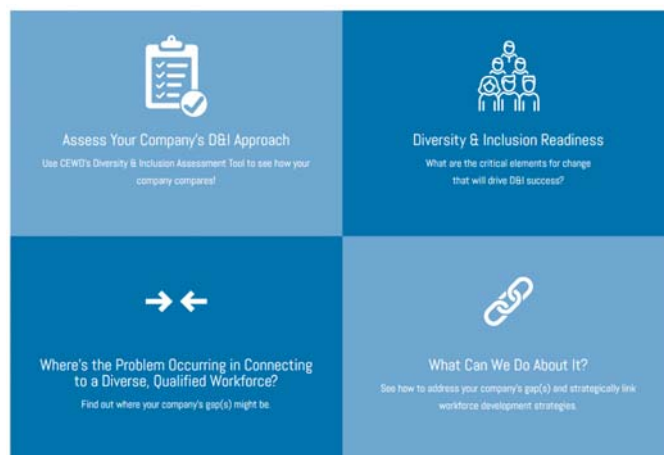 Assess Your Company's D&I Approach
Use CEWD's Diversity & Inclusion Assessment Tool to see how your
company compares!
Diversity & Inclusion Readiness
What are the critical elements for change
that will drive D&I success?
Where's the Problem Occurring in Connecting
to a Diverse, Qualified Workforce?
Find out where your company's gap(s) might be.
What Can We Do About It?
See how to address your company's gap(s) and strategically link
workforce development strategies.